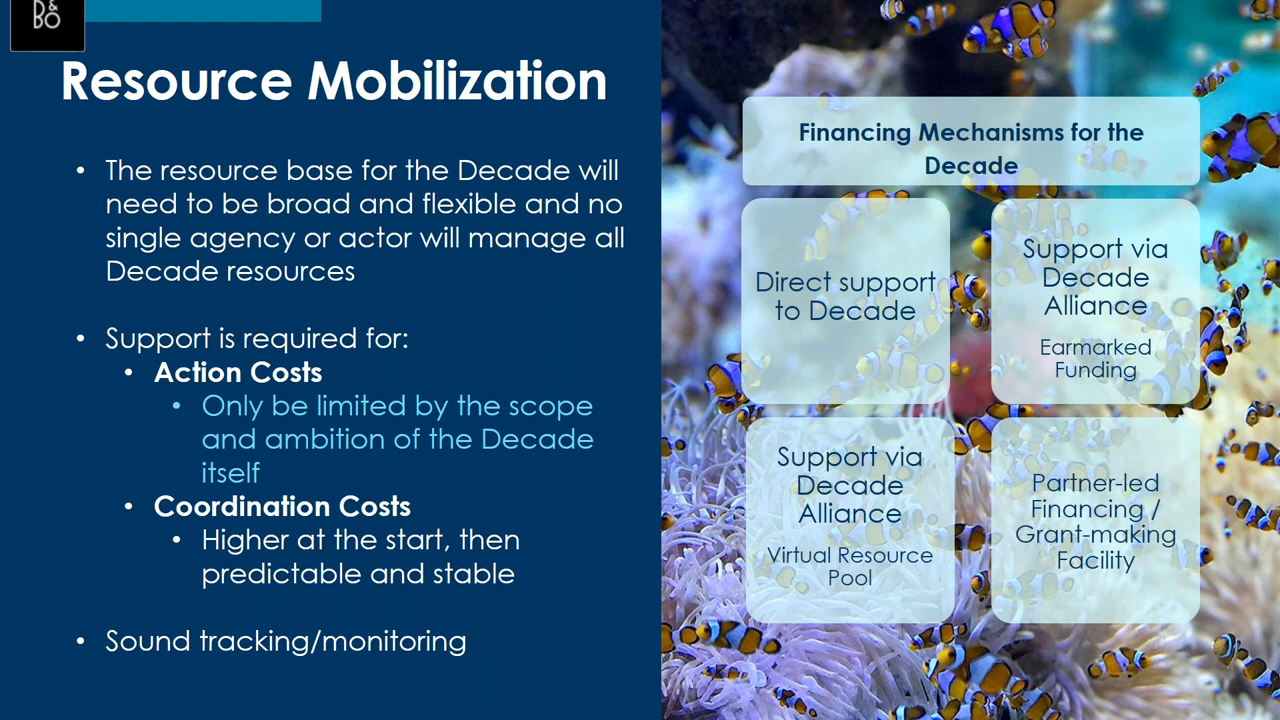 B&
BO
Resource Mobilization
• The resource base for the Decade will
need to be broad and flexible and no
single agency or actor will manage all
Decade resources
• Support is required for:
• Action Costs
• Only be limited by the scope
and ambition of the Decade
itself
• Coordination Costs
• Higher at the start, then
predictable and stable
• Sound tracking/monitoring
Financing Mechanisms for the
Decade
Direct support
to Decade
Support via
Decade
Alliance
Earmarked
Funding
Support via
Decade
Alliance
Virtual Resource
Pool
Partner-led
Financing /
Grant-making
Facility